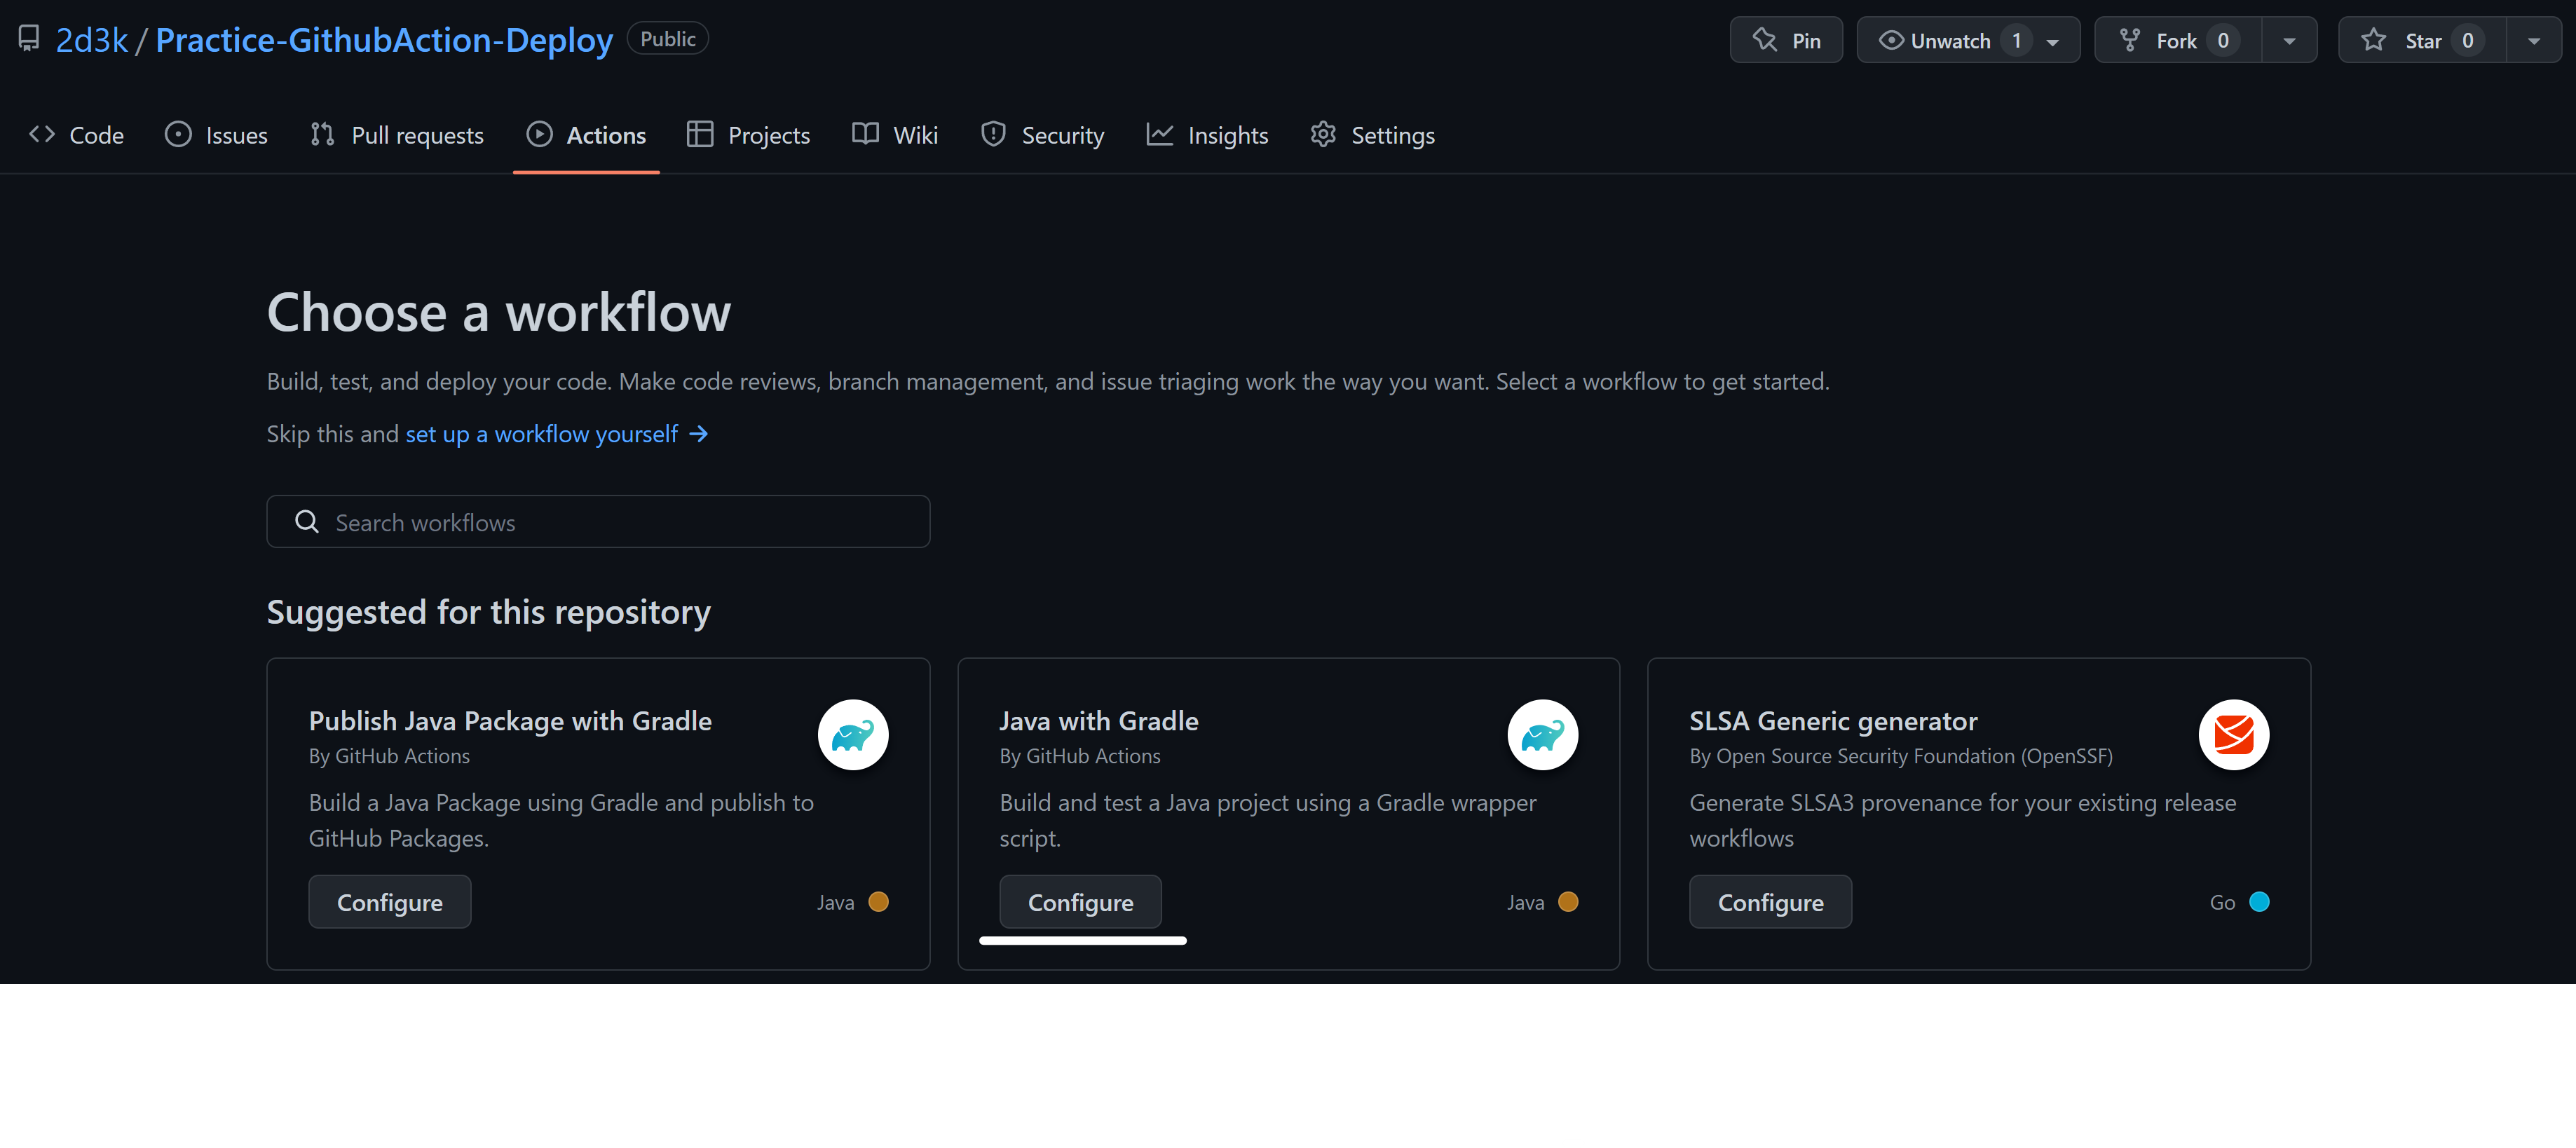 2d3k / Practice-GithubAction-Deploy Public
Pin Unwatch 1 Fork 0 Star 0
Code Issues Pull requests Actions Projects Wiki Security Insights Settings
Choose a workflow
Build, test, and deploy your code. Make code reviews, branch management, and issue triaging work the way you want. Select a workflow to get started.
Skip this and set up a workflow yourself →
Search workflows
Suggested for this repository
Publish Java Package with Gradle
By GitHub Actions
Build a Java Package using Gradle and publish to
GitHub Packages.
Configure
Java
Java with Gradle
By GitHub Actions
Build and test a Java project using a Gradle wrapper
script.
Configure
Java
SLSA Generic generator
By Open Source Security Foundation (OpenSSF)
Generate SLSA3 provenance for your existing release
workflows
Configure
Go